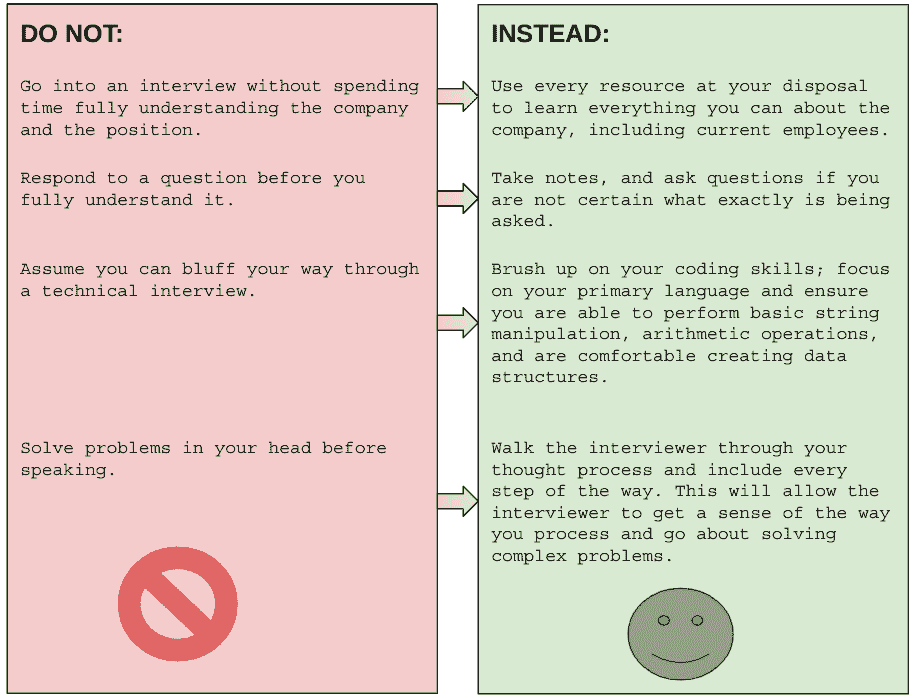 DO NOT:
Go into an interview without spending
time fully understanding the company
and the position.
Respond to a question before you
fully understand it.
Assume you can bluff your way through
a technical interview.
Solve problems in your head before
speaking.
INSTEAD:
Use every resource at your disposal
to learn everything you can about the
company, including current employees.
Take notes, and ask questions if you
are not certain what exactly is being
asked.
Brush up on your coding skills; focus
on your primary language and ensure
you are able to perform basic string
manipulation, arithmetic operations,
and are comfortable creating data
structures.
Walk the interviewer through your
thought process and include every
step of the way. This will allow the
interviewer to get a sense of the way
you process and go about solving
complex problems.